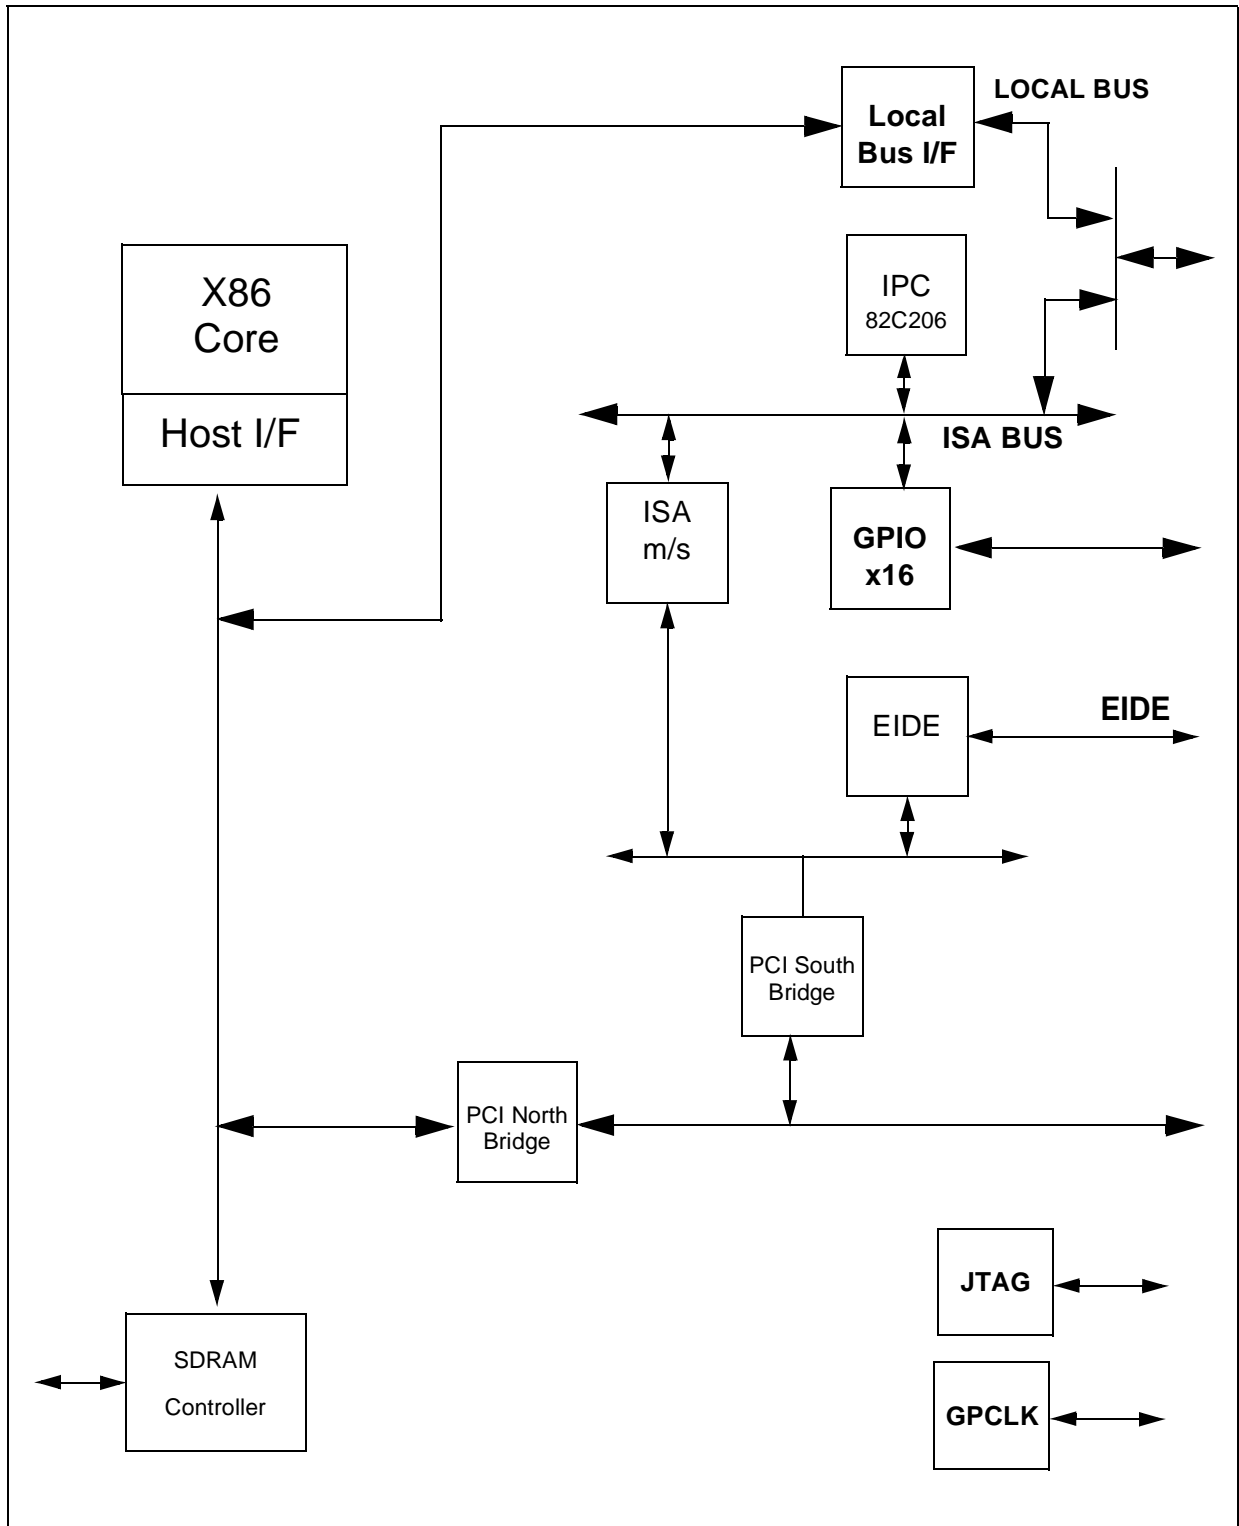 LOCAL BUS
Local
Bus I/F
X86
Core
Host I/F
IPC
82C206
ISA BUS
ISA
m/s
GPIO
x16
EIDE
EIDE
PCI South
Bridge
PCI North
Bridge
JTAG
SDRAM
Controller
GPCLK